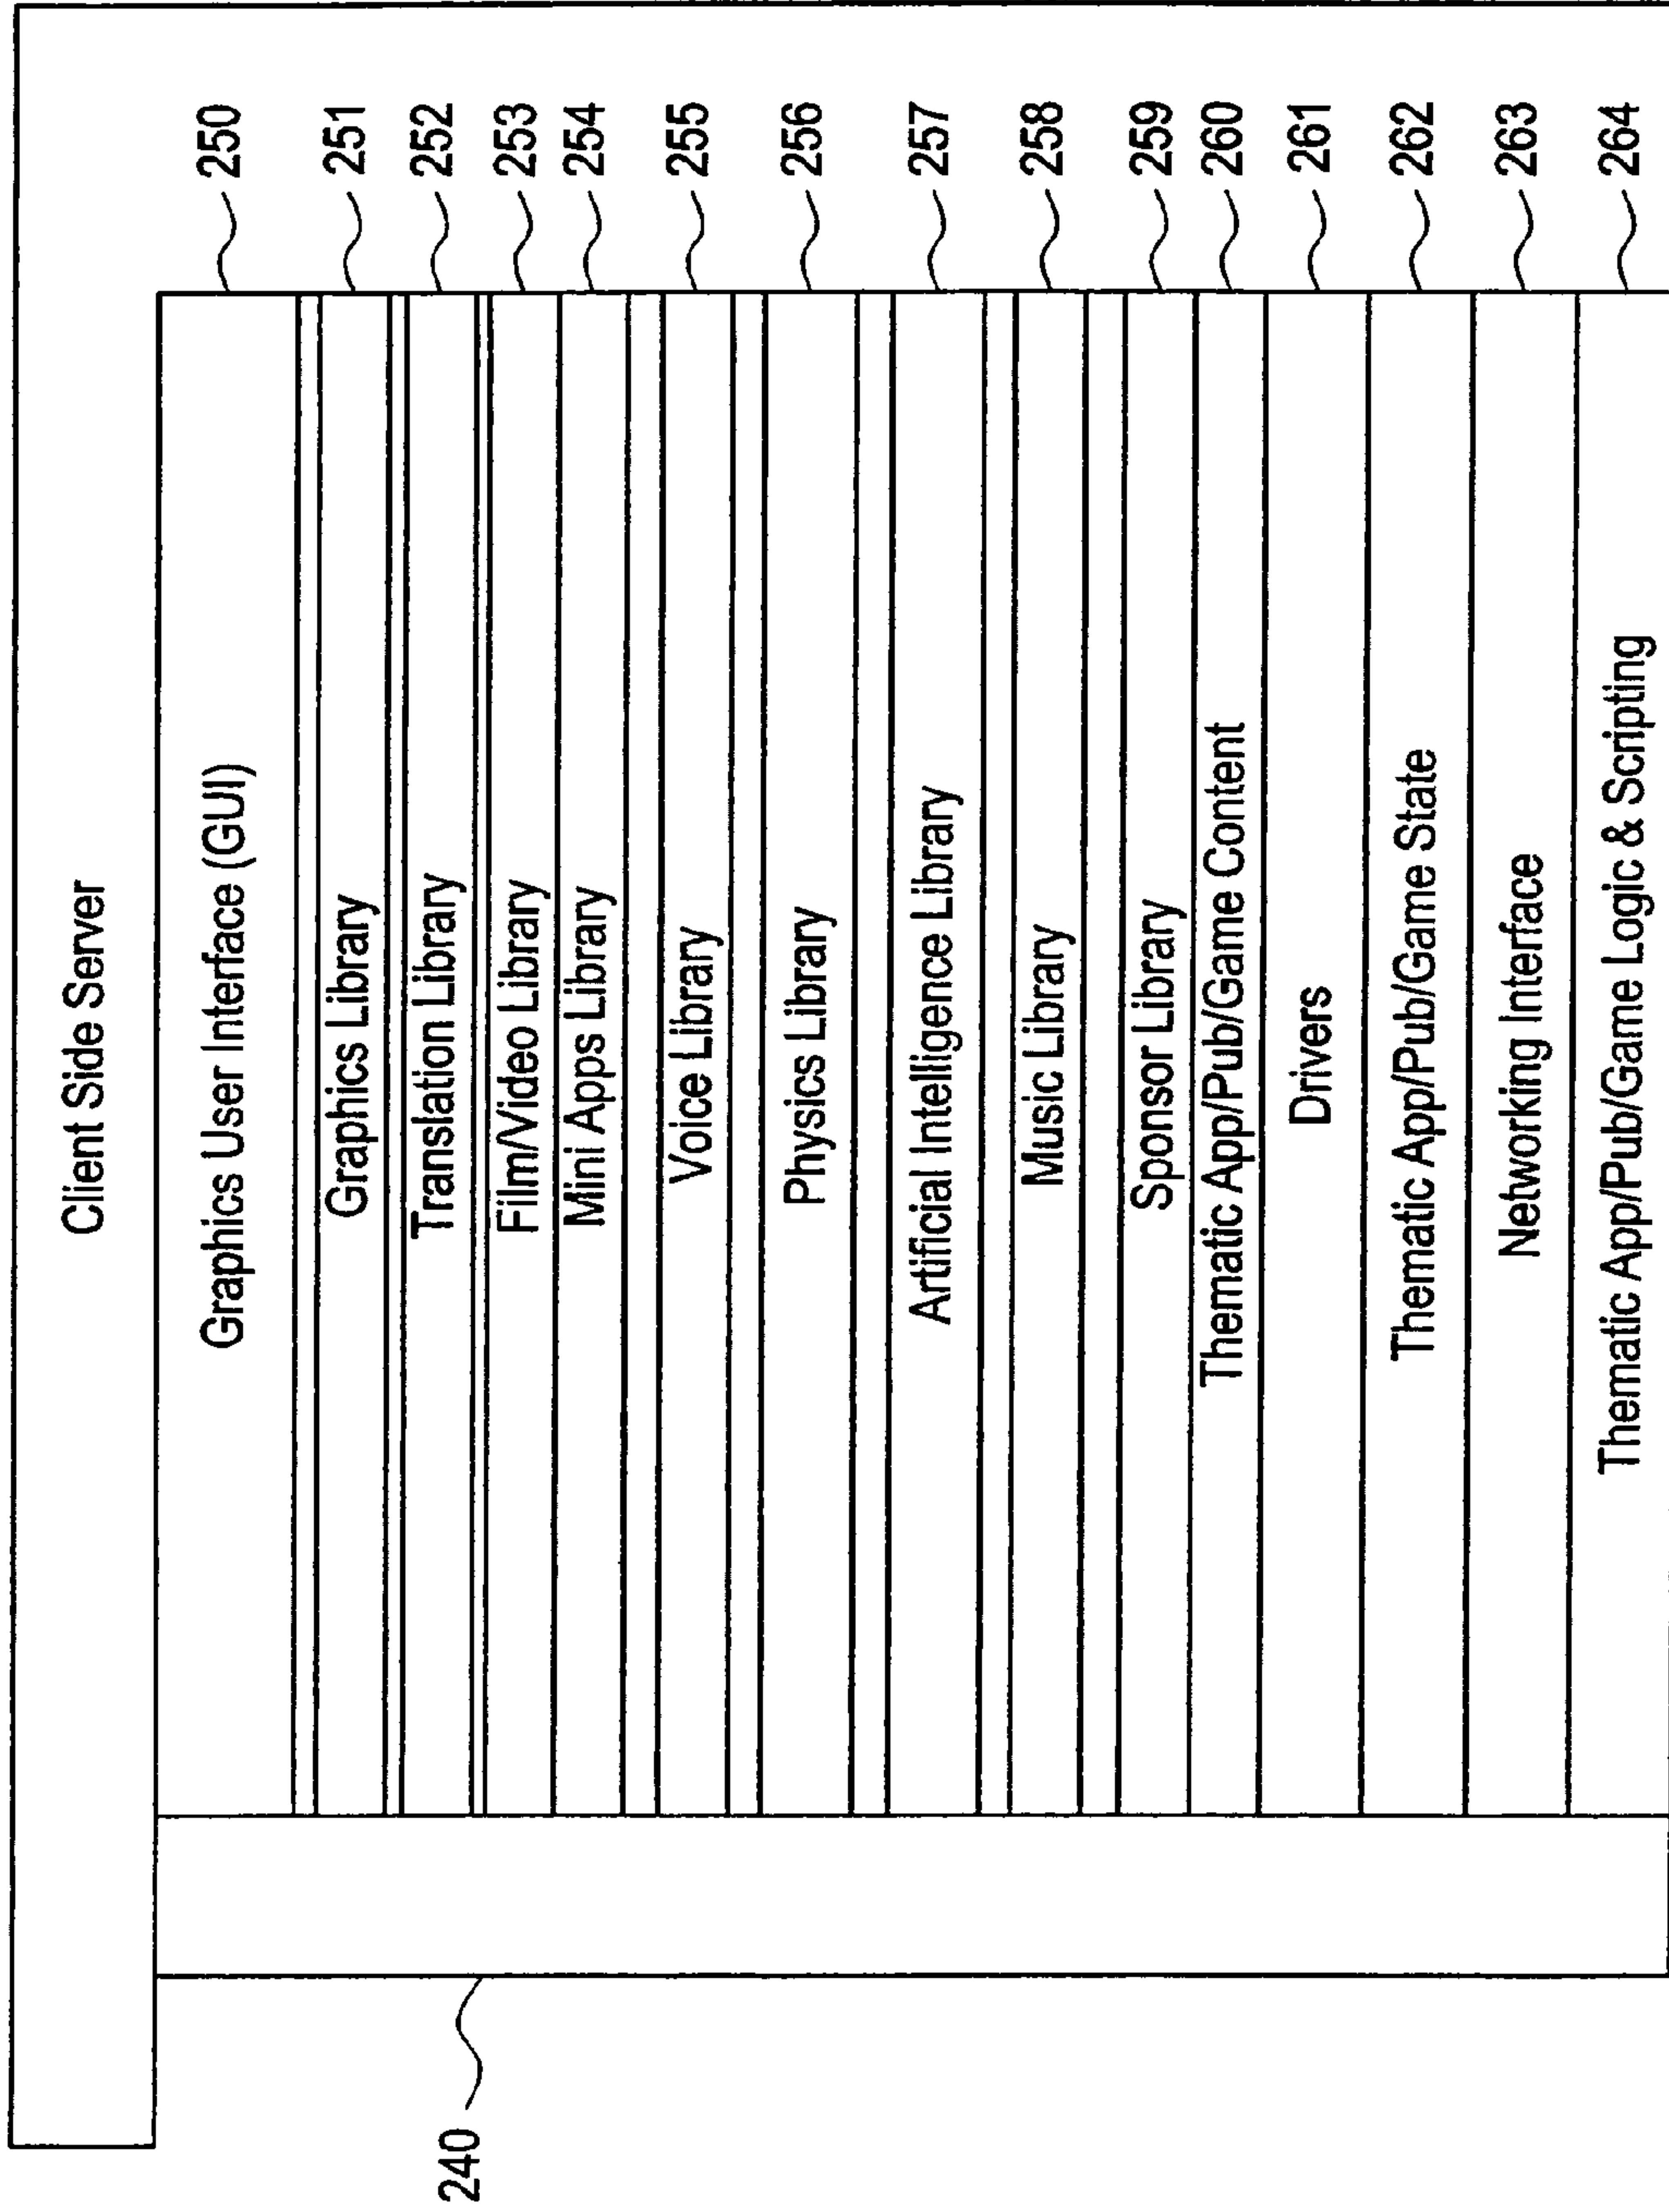 Client Side Server
Graphics User Interface (GUI)
250
Graphics Library
251
Translation Library
252
Film/Video Library
253
Mini Apps Library
254
Voice Library
255
Physics Library
256
Artificial Intelligence Library
257
Music Library
258
Sponsor Library
259
Thematic App/Pub/Game Content
260
Drivers
261
Thematic App/Pub/Game State
262
Networking Interface
263
Thematic App/Pub/Game Logic & Scripting
264
240